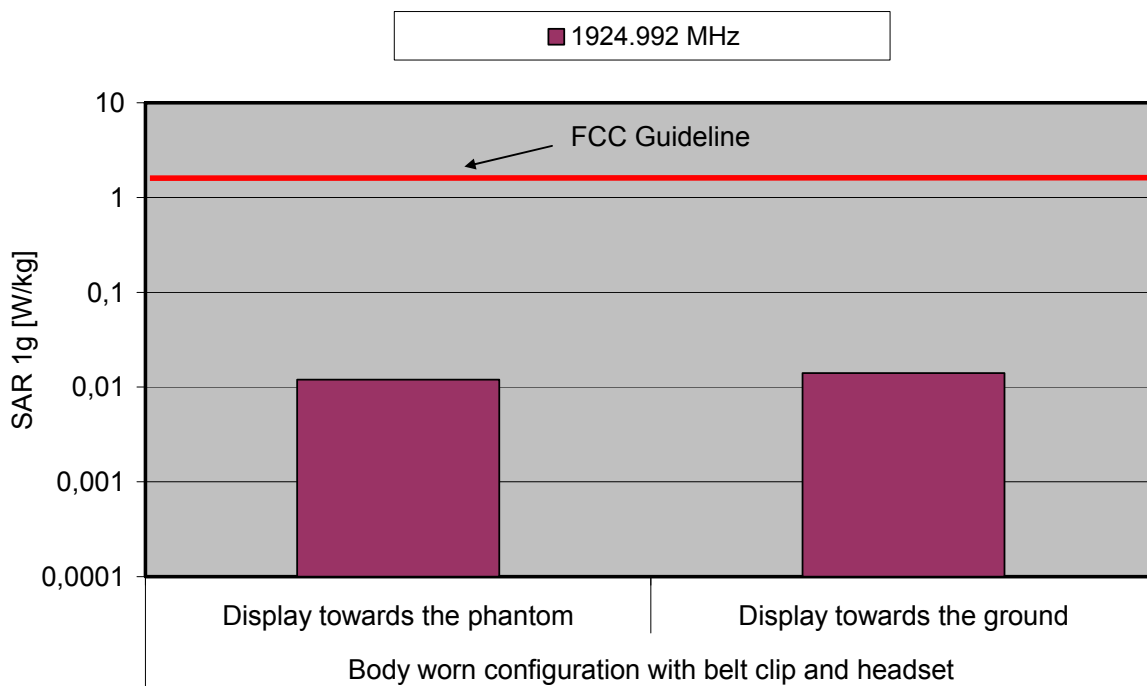 1924.992 MHz
FCC Guideline
10
1
0,1
0,01
0,001
0,0001
SAR 1g [W/kg]
Display towards the phantom
Display towards the ground
Body worn configuration with belt clip and headset